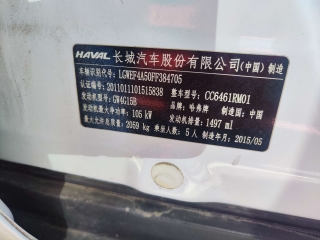 HAVAL 长城汽车股份有限公司(中国)制造
车辆识别代号: LGWEF4A50FF384705
认证编号: 2011011101515838 整车型号: CC6461RM01
发动机型号: GW4G15B 品牌: 哈弗牌 制造国: 中国
发动机最大净功率: 105 kW 发动机排量: 1497 ml
最大总质量: 2059 kg 乘坐人数: 5 人 制造年月: 2015/05